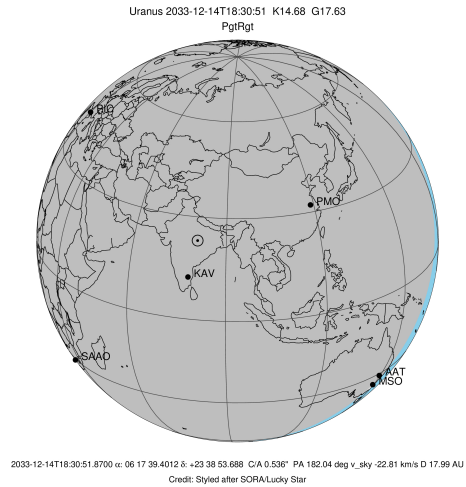 Uranus 2033-12-14T18:30:51 K14.68 G17.63
PgtRgt
PIC
PMO
KAV
SAAO
AAT
MSO
2033-12-14T18:30:51.8700 α: 06 17 39.4012 δ: +23 38 53.688 C/A 0.536" PA 182.04 deg v_sky -22.81 km/s D 17.99 AU
Credit: Styled after SORA/Lucky Star